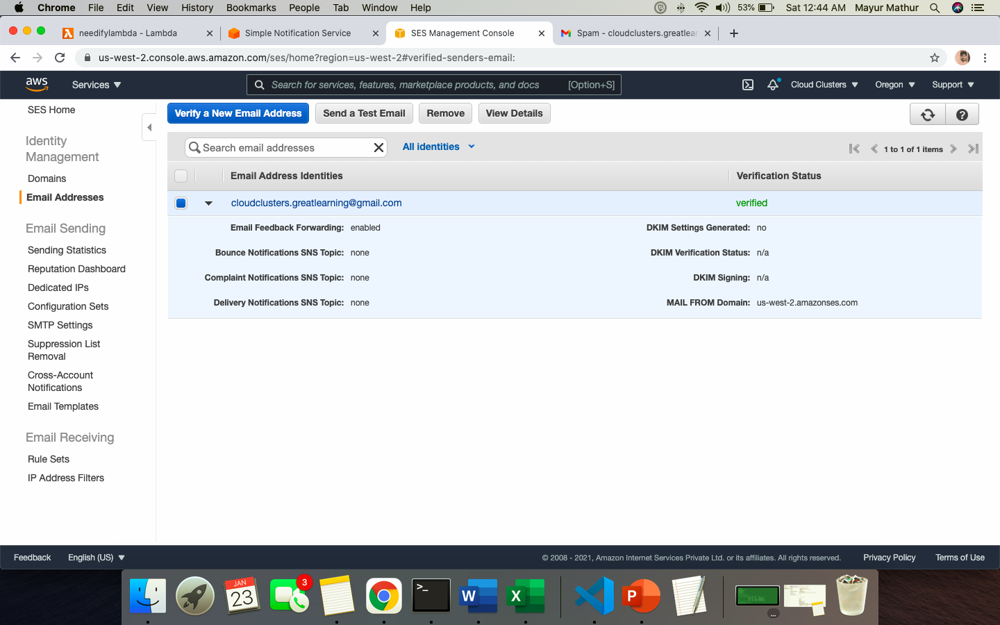 Chrome File Edit View History Bookmarks People Tab Window Help 53% Sat 12:44 AM Mayur Mathur
needifylambda - Lambda Simple Notification Service SES Management Console Spam - cloudclusters.greatlear
us-west-2.console.aws.amazon.com/ses/home?region=us-west-2#verified-senders-email:
aws Services Search for services, features, marketplace products, and docs [Option+S] Cloud Clusters Oregon Support
SES Home
Identity
Management
Domains
Email Addresses
Email Sending
Sending Statistics
Reputation Dashboard
Dedicated IPs
Configuration Sets
SMTP Settings
Suppression List
Removal
Cross-Account
Notifications
Email Templates
Email Receiving
Rule Sets
IP Address Filters
Verify a New Email Address Send a Test Email Remove View Details
Search email addresses All identities 1 to 1 of 1 items
Email Address Identities Verification Status
cloudclusters.greatlearning@gmail.com verified
Email Feedback Forwarding: enabled DKIM Settings Generated: no
Bounce Notifications SNS Topic: none DKIM Verification Status: n/a
Complaint Notifications SNS Topic: none DKIM Signing: n/a
Delivery Notifications SNS Topic: none MAIL FROM Domain: us-west-2.amazonses.com
Feedback English (US) © 2008 - 2021, Amazon Internet Services Private Ltd. or its affiliates. All rights reserved. Privacy Policy Terms of Use
JAN
23
3
>_
W
X
P